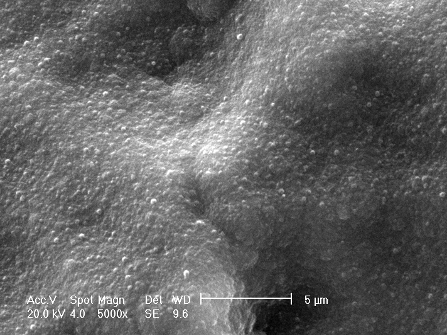 Acc.V Spot Magn Det WD 5 µm
20.0 kV 4.0 5000x SE 9.6